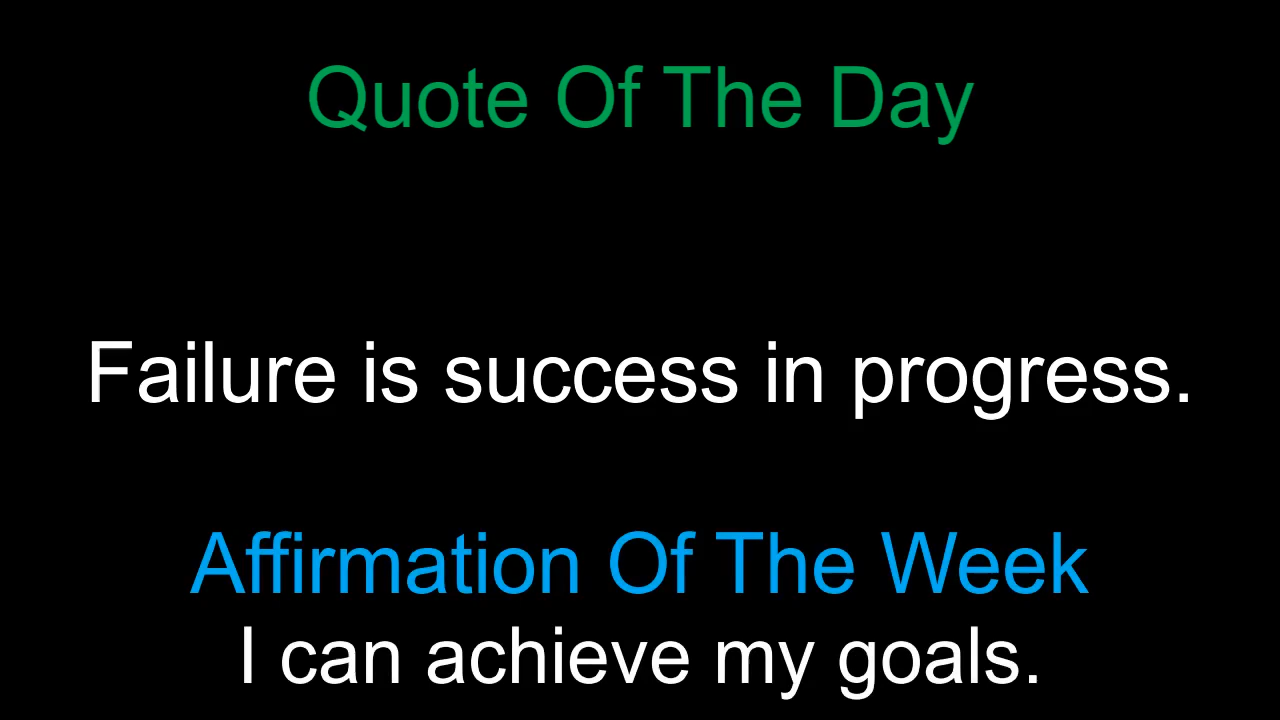 Quote Of The Day
Failure is success in progress.
Affirmation Of The Week
I can achieve my goals.